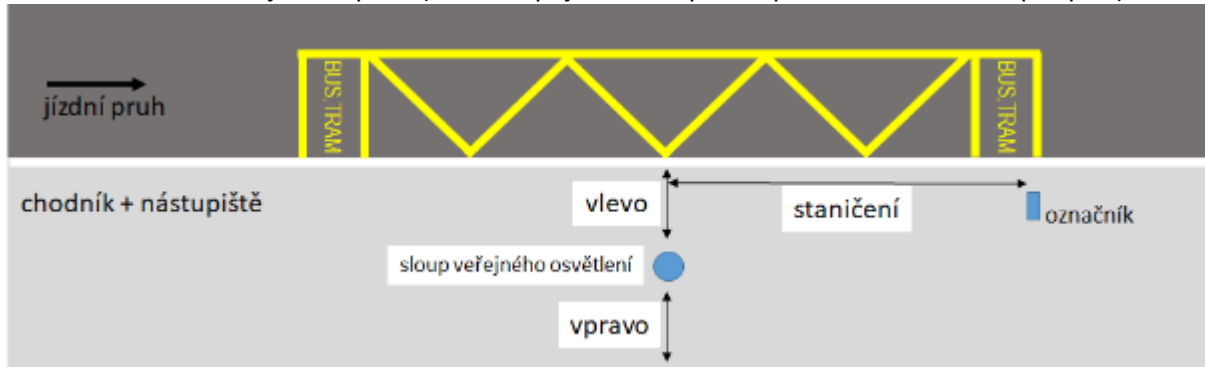 BUS.TRAM
BUS.TRAM
jízdní pruh
chodník + nástupiště
vlevo
staničení
označník
sloup veřejného osvětlení
vpravo